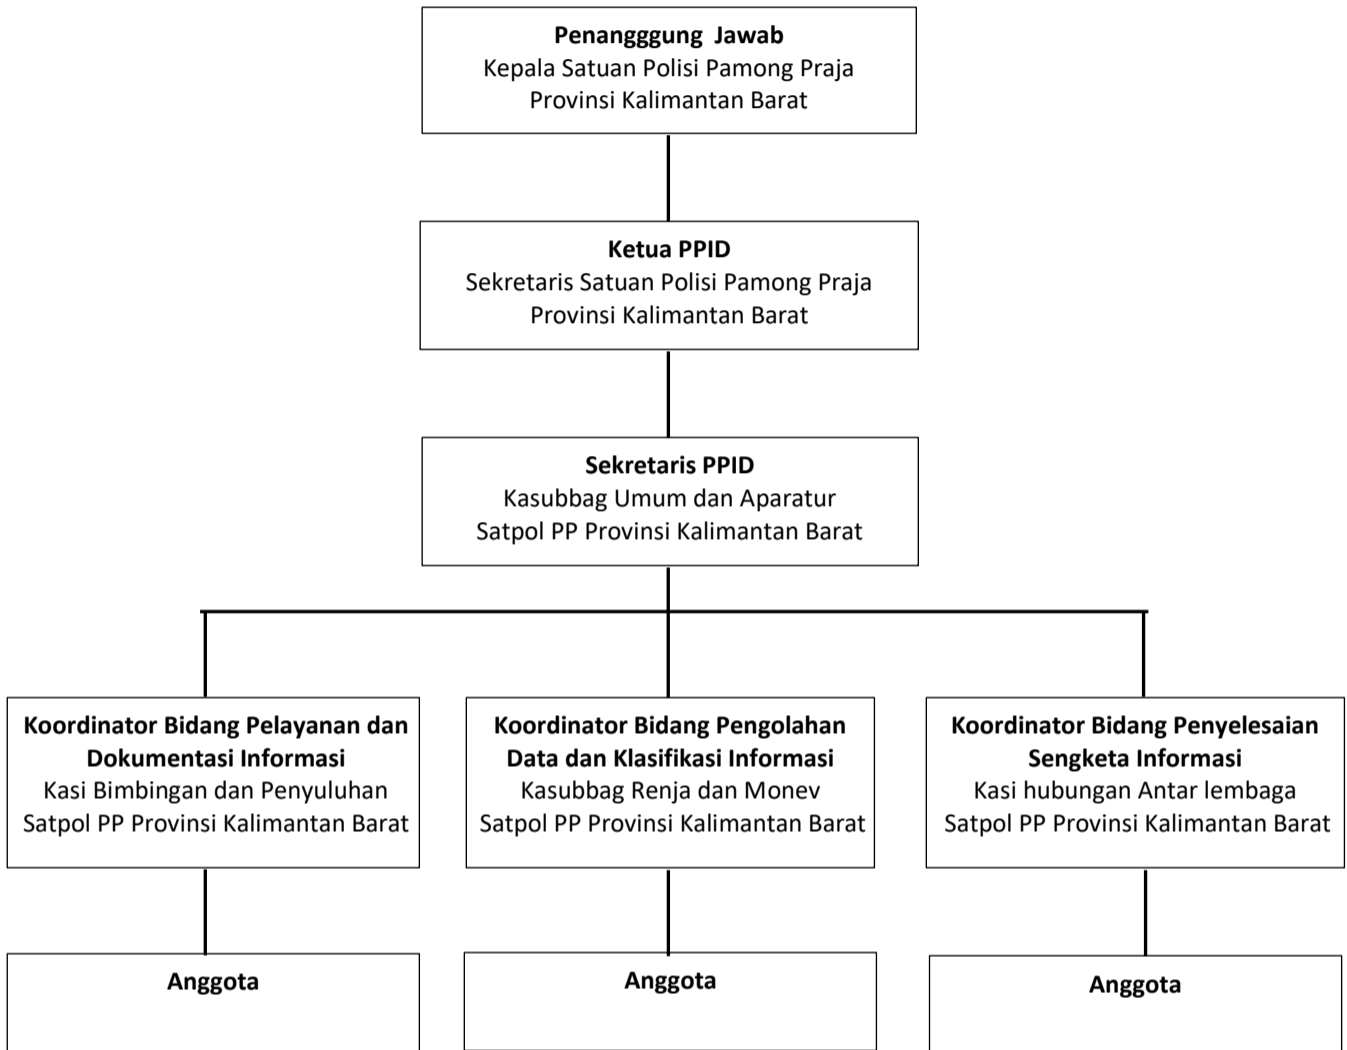 Penangggung  Jawab
Kepala Satuan Polisi Pamong Praja
Provinsi Kalimantan Barat
Ketua PPID
Sekretaris Satuan Polisi Pamong Praja
Provinsi Kalimantan Barat
Sekretaris PPID
Kasubbag Umum dan Aparatur
Satpol PP Provinsi Kalimantan Barat
Koordinator Bidang Pelayanan dan
Dokumentasi Informasi
Kasi Bimbingan dan Penyuluhan
Satpol PP Provinsi Kalimantan Barat
Koordinator Bidang Pengolahan
Data dan Klasifikasi Informasi
Kasubbag Renja dan Monev
Satpol PP Provinsi Kalimantan Barat
Koordinator Bidang Penyelesaian
Sengketa Informasi
Kasi hubungan Antar lembaga
Satpol PP Provinsi Kalimantan Barat
Anggota
Anggota
Anggota